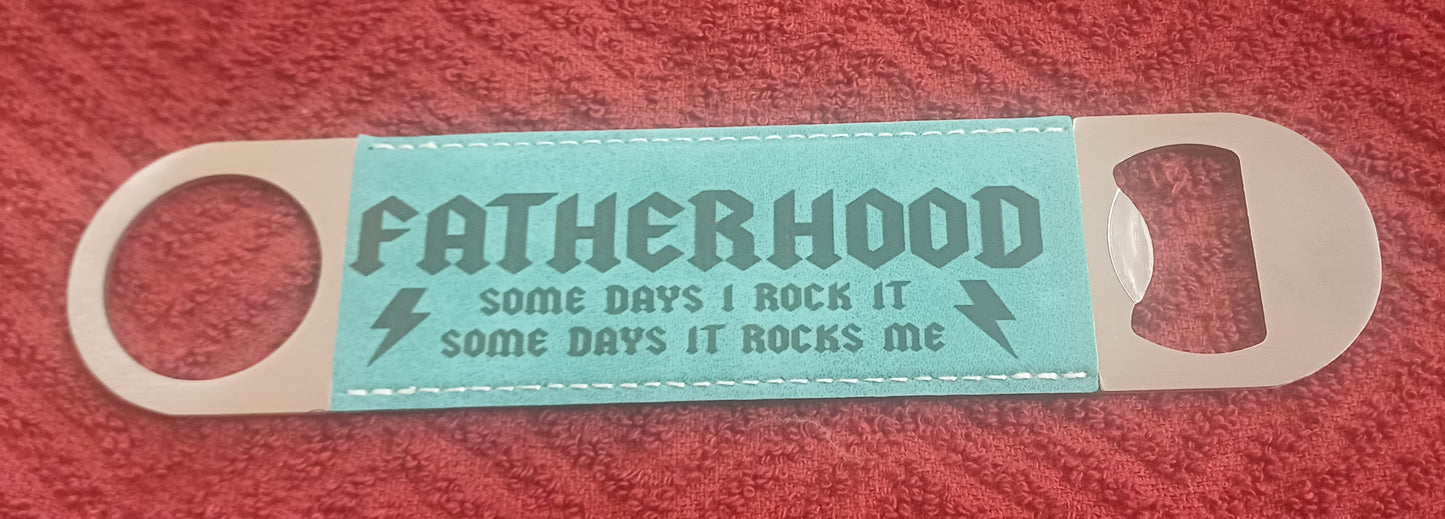 FATHERHOOD
SOME DAYS I ROCK IT
SOME DAYS IT ROCKS ME